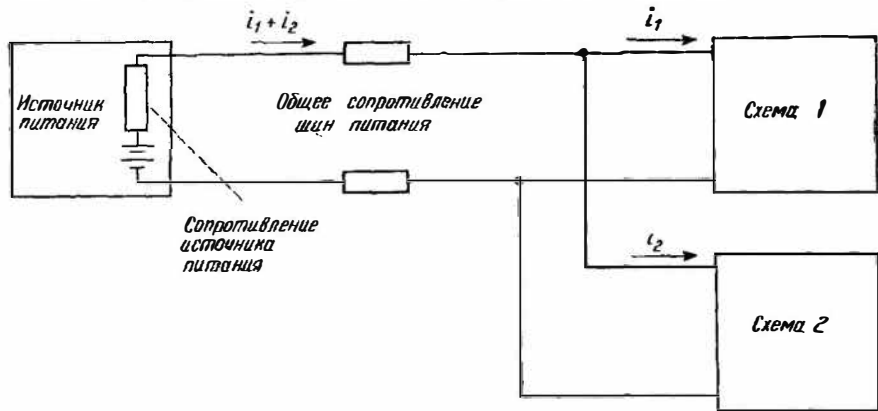 i₁ + i₂
i₁
Источник
питания
Общее сопротивление
шин питания
Схема 1
Сопротивление
источника
питания
i₂
Схема 2